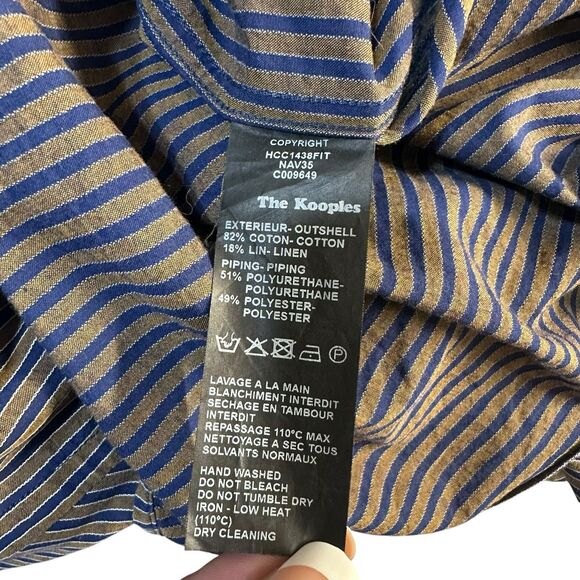 COPYRIGHT
HCC1438FIT
NAV35
C009649
The Kooples
EXTERIEUR- OUTSHELL
82% COTON- COTTON
18% LIN- LINEN
PIPING- PIPING
51% POLYURETHANE-
POLYURETHANE
49% POLYESTER-
POLYESTER
P
LAVAGE A LA MAIN
BLANCHIMENT INTERDIT
SECHAGE EN TAMBOUR
INTERDIT
REPASSAGE 110°C MAX
NETTOYAGE A SEC TOUS
SOLVANTS NORMAUX
HAND WASHED
DO NOT BLEACH
DO NOT TUMBLE DRY
IRON - LOW HEAT
(110°C)
DRY CLEANING